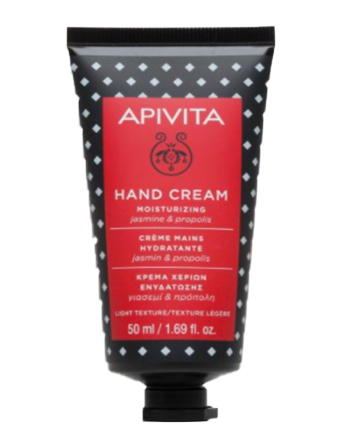 APIVITA
HAND CREAM
MOISTURIZING
jasmine & propolis
CRÈME MAINS
HYDRATANTE
jasmin & propolis
ΚΡΕΜΑ ΧΕΡΙΩΝ
ΕΝΥΔΑΤΩΣΗΣ
γιασεμί & πρόπολη
LIGHT TEXTURE/TEXTURE LÉGÈRE
50 ml / 1.69 fl. oz.